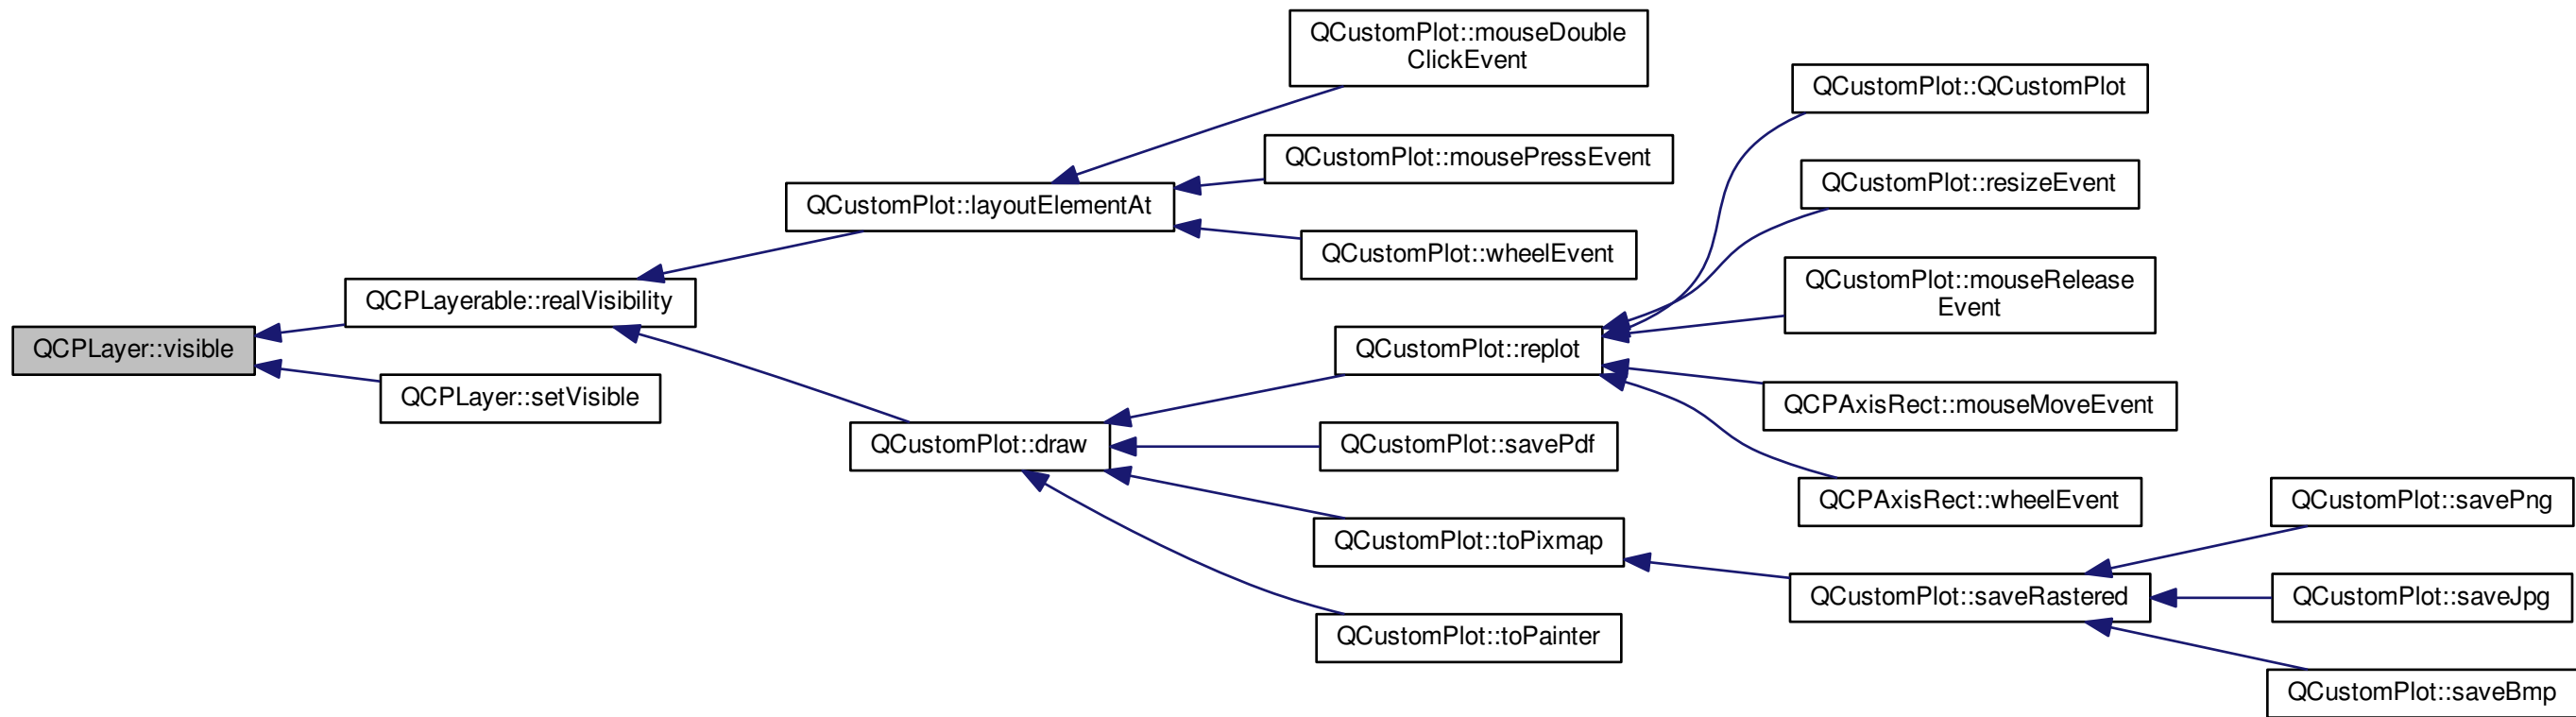 QCustomPlot::mouseDouble
ClickEvent
QCustomPlot::QCustomPlot
QCustomPlot::mousePressEvent
QCustomPlot::resizeEvent
QCustomPlot::layoutElementAt
QCustomPlot::wheelEvent
QCustomPlot::mouseRelease
Event
QCPLayerable::realVisibility
QCPLayer::visible
QCustomPlot::replot
QCPLayer::setVisible
QCPAxisRect::mouseMoveEvent
QCustomPlot::draw
QCustomPlot::savePdf
QCPAxisRect::wheelEvent
QCustomPlot::savePng
QCustomPlot::toPixmap
QCustomPlot::saveRastered
QCustomPlot::saveJpg
QCustomPlot::toPainter
QCustomPlot::saveBmp